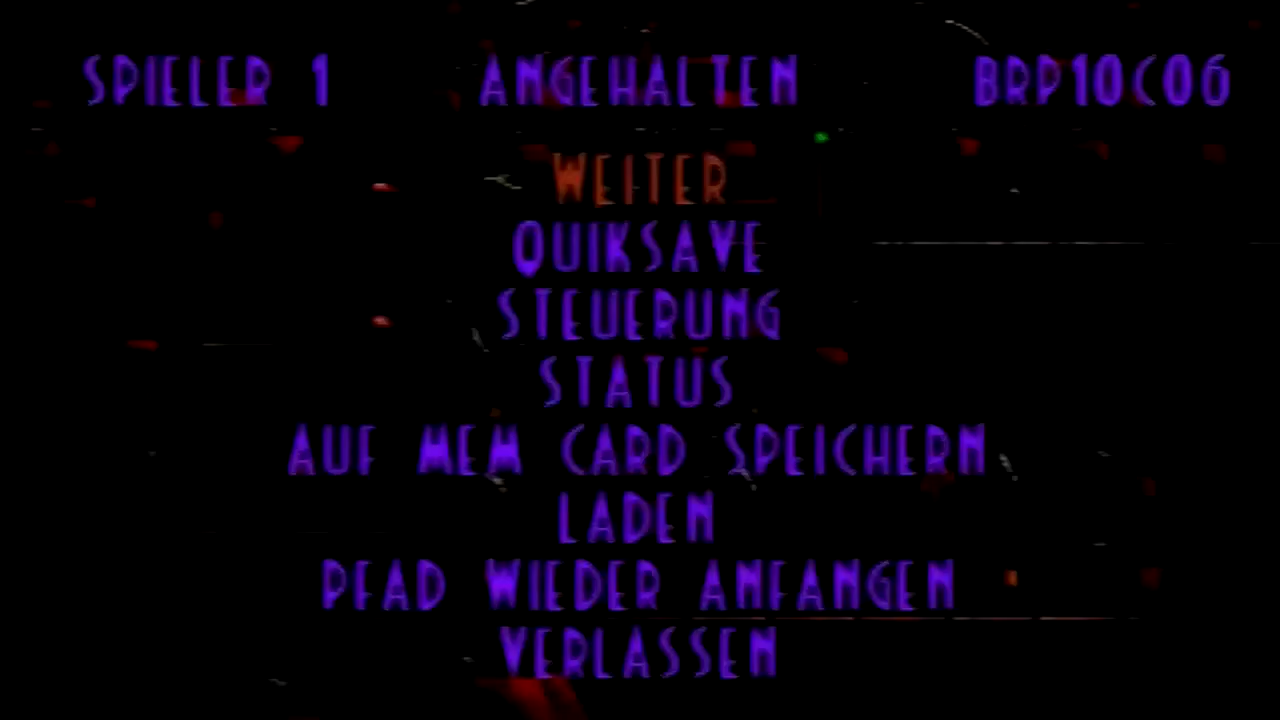 SPIELER 1 ANGEHALTEN BRP10C06
WEITER
QUIKSAVE
STEUERUNG
STATUS
AUF MEM CARD SPEICHERN
LADEN
PFAD WIEDER ANFANGEN
VERLASSEN